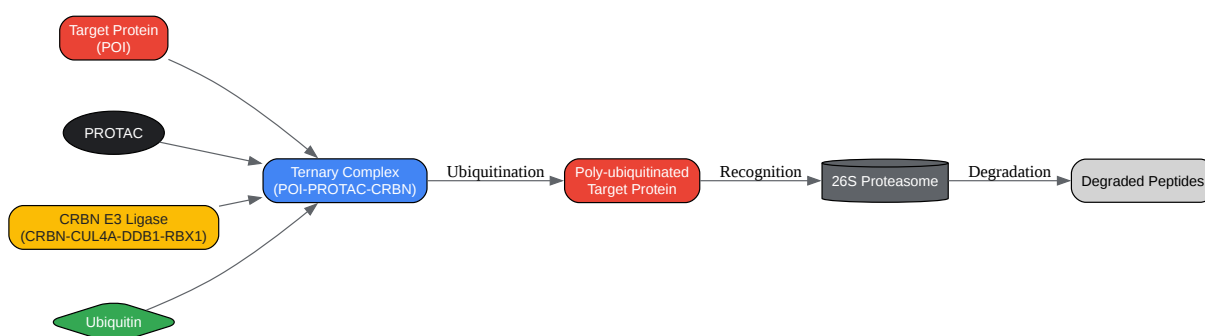 Target Protein
(POI)
PROTAC
CRBN E3 Ligase
(CRBN-CUL4A-DDB1-RBX1)
Ubiquitin
Ternary Complex
(POI-PROTAC-CRBN)
Ubiquitination
Poly-ubiquitinated
Target Protein
Recognition
26S Proteasome
Degradation
Degraded Peptides